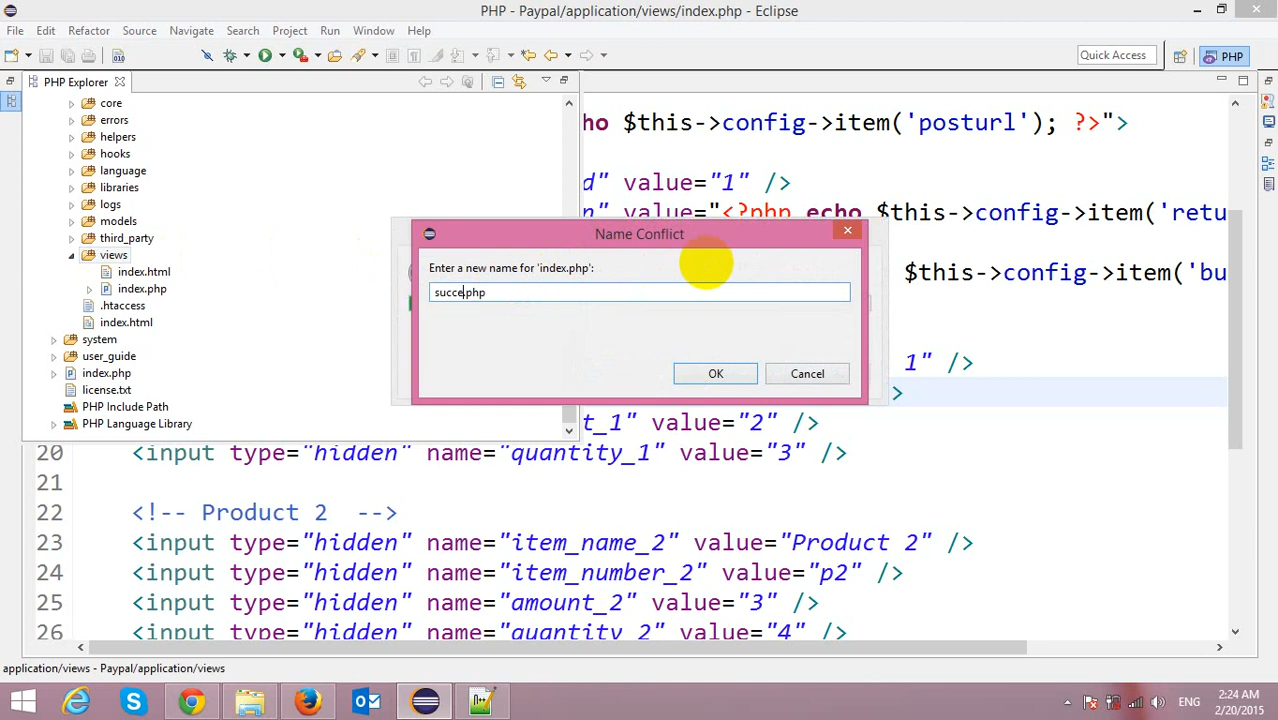 PHP - Paypal/application/views/index.php - Eclipse
File Edit Refactor Source Navigate Search Project Run Window Help
Quick Access
PHP
PHP Explorer
core
errors
helpers
hooks
language
libraries
logs
models
third_party
views
index.html
index.php
.htaccess
index.html
system
user_guide
index.php
license.txt
PHP Include Path
PHP Language Library
ho $this->config->item('posturl'); ?>">
d" value="1" />
n" value="<?php echo $this->config->item('retu
$this->config->item('bu
1" />
>
t_1" value="2" />
20 <input type="hidden" name="quantity_1" value="3" />
21
22 <!-- Product 2 -->
23 <input type="hidden" name="item_name_2" value="Product 2" />
24 <input type="hidden" name="item_number_2" value="p2" />
25 <input type="hidden" name="amount_2" value="3" />
26 <input type="hidden" name="quantity_2" value="4" />
Name Conflict
Enter a new name for 'index.php':
succe.php
OK
Cancel
application/views - Paypal/application/views
ENG
2:24 AM
2/20/2015